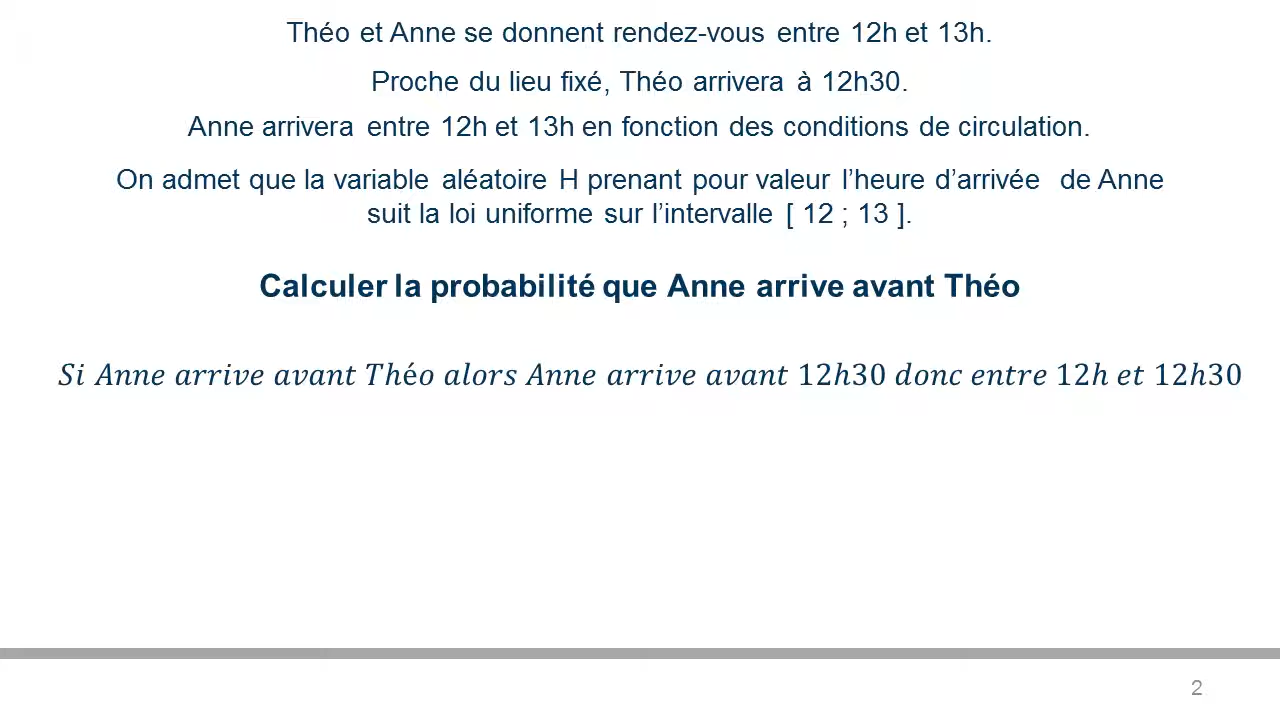 Théo et Anne se donnent rendez-vous entre 12h et 13h.
Proche du lieu fixé, Théo arrivera à 12h30.
Anne arrivera entre 12h et 13h en fonction des conditions de circulation.
On admet que la variable aléatoire H prenant pour valeur l’heure d’arrivée de Anne
suit la loi uniforme sur l’intervalle [ 12 ; 13 ].
Calculer la probabilité que Anne arrive avant Théo
Si Anne arrive avant Théo alors Anne arrive avant 12h30 donc entre 12h et 12h30
2